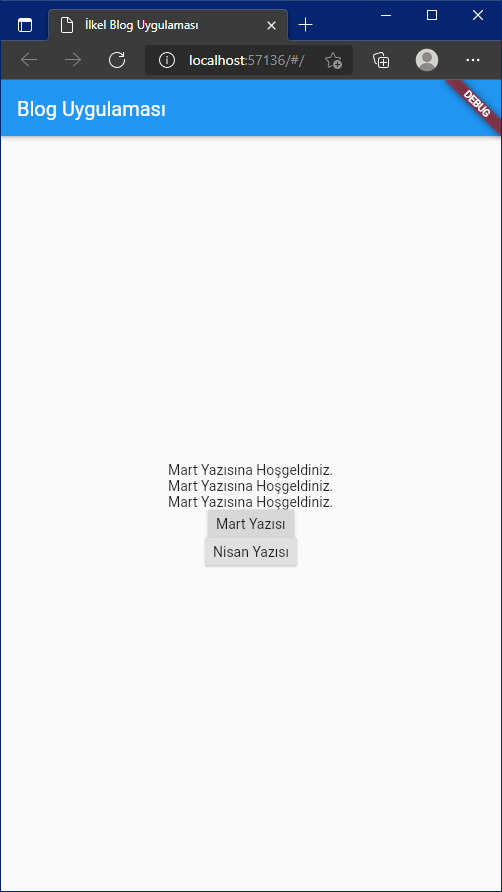 İlkel Blog Uygulaması
localhost:57136/#/
Blog Uygulaması
DEBUG
Mart Yazısına Hoşgeldiniz.
Mart Yazısına Hoşgeldiniz.
Mart Yazısına Hoşgeldiniz.
Mart Yazısı
Nisan Yazısı